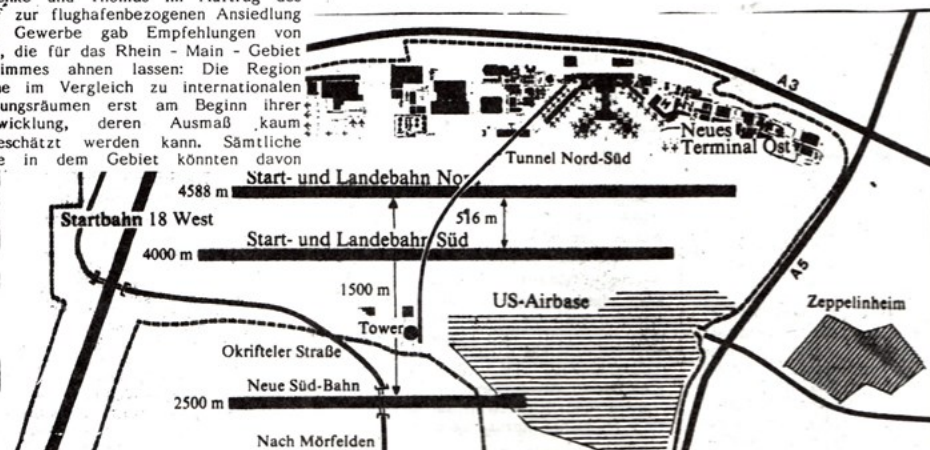 zur flughafenbezogenen Ansiedlung
Gewerbe gab Empfehlungen von
die für das Rhein - Main - Gebiet
immes ahnen lassen: Die Region
im Vergleich zu internationalen
ungsräumen erst am Beginn ihrer
wicklung, deren Ausmaß kaum
eschätzt werden kann. Sämtliche
e in dem Gebiet könnten davon
A3
Neues
Terminal Ost
Tunnel Nord-Süd
Start- und Landebahn Nor
4588 m
516 m
Startbahn 18 West
Start- und Landebahn Süd
4000 m
A5
1500 m
US-Airbase
Zeppelinheim
Tower
Okrifteler Straße
Neue Süd-Bahn
2500 m
Nach Mörfelden